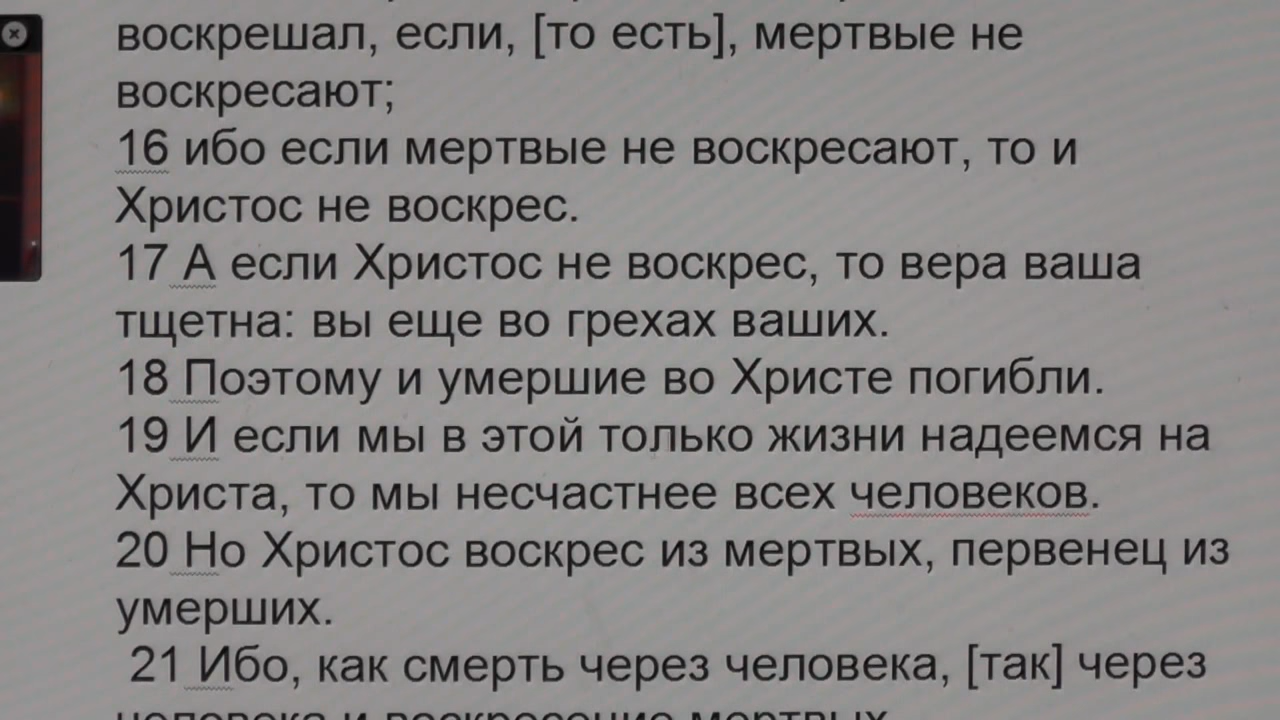 воскрешал, если, [то есть], мертвые не
воскресают;
16 ибо если мертвые не воскресают, то и
Христос не воскрес.
17 А если Христос не воскрес, то вера ваша
тщетна: вы еще во грехах ваших.
18 Поэтому и умершие во Христе погибли.
19 И если мы в этой только жизни надеемся на
Христа, то мы несчастнее всех человеков.
20 Но Христос воскрес из мертвых, первенец из
умерших.
21 Ибо, как смерть через человека, [так] через
человека и воскресение мертвых.